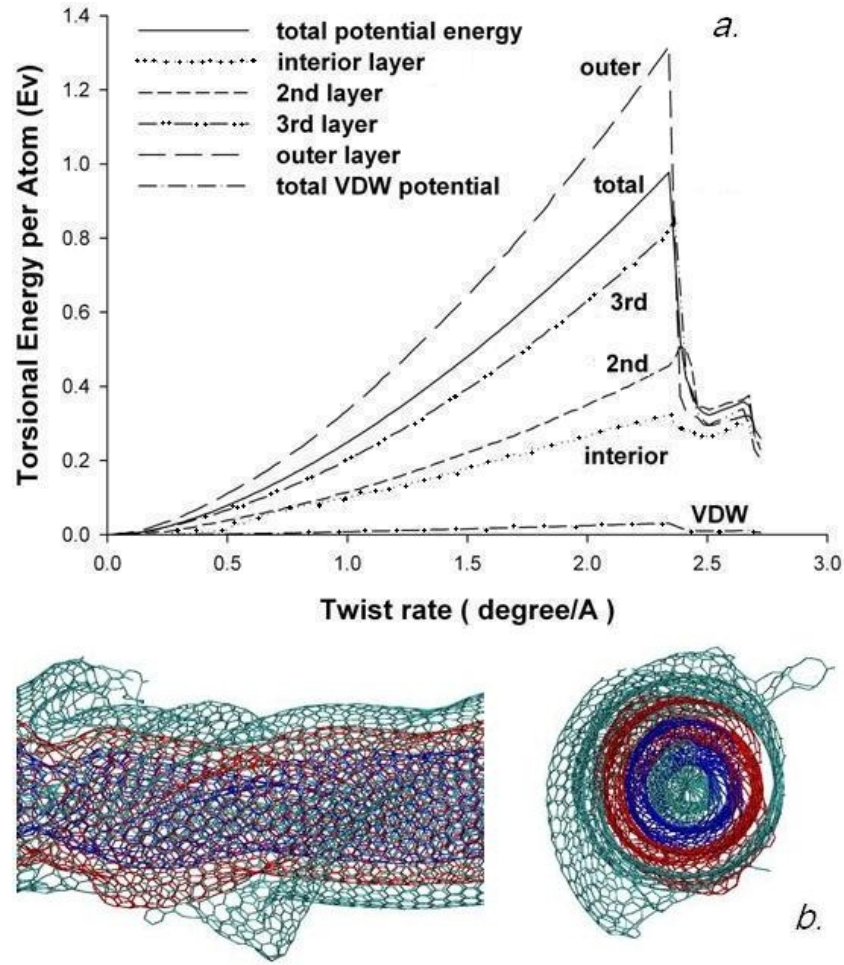 a.
total potential energy
interior layer
2nd layer
3rd layer
outer layer
total VDW potential
outer
total
3rd
2nd
interior
VDW
Torsional Energy per Atom (Ev)
1.4
1.2
1.0
0.8
0.6
0.4
0.2
0.0
0.0 0.5 1.0 1.5 2.0 2.5 3.0
Twist rate ( degree/A )
b.